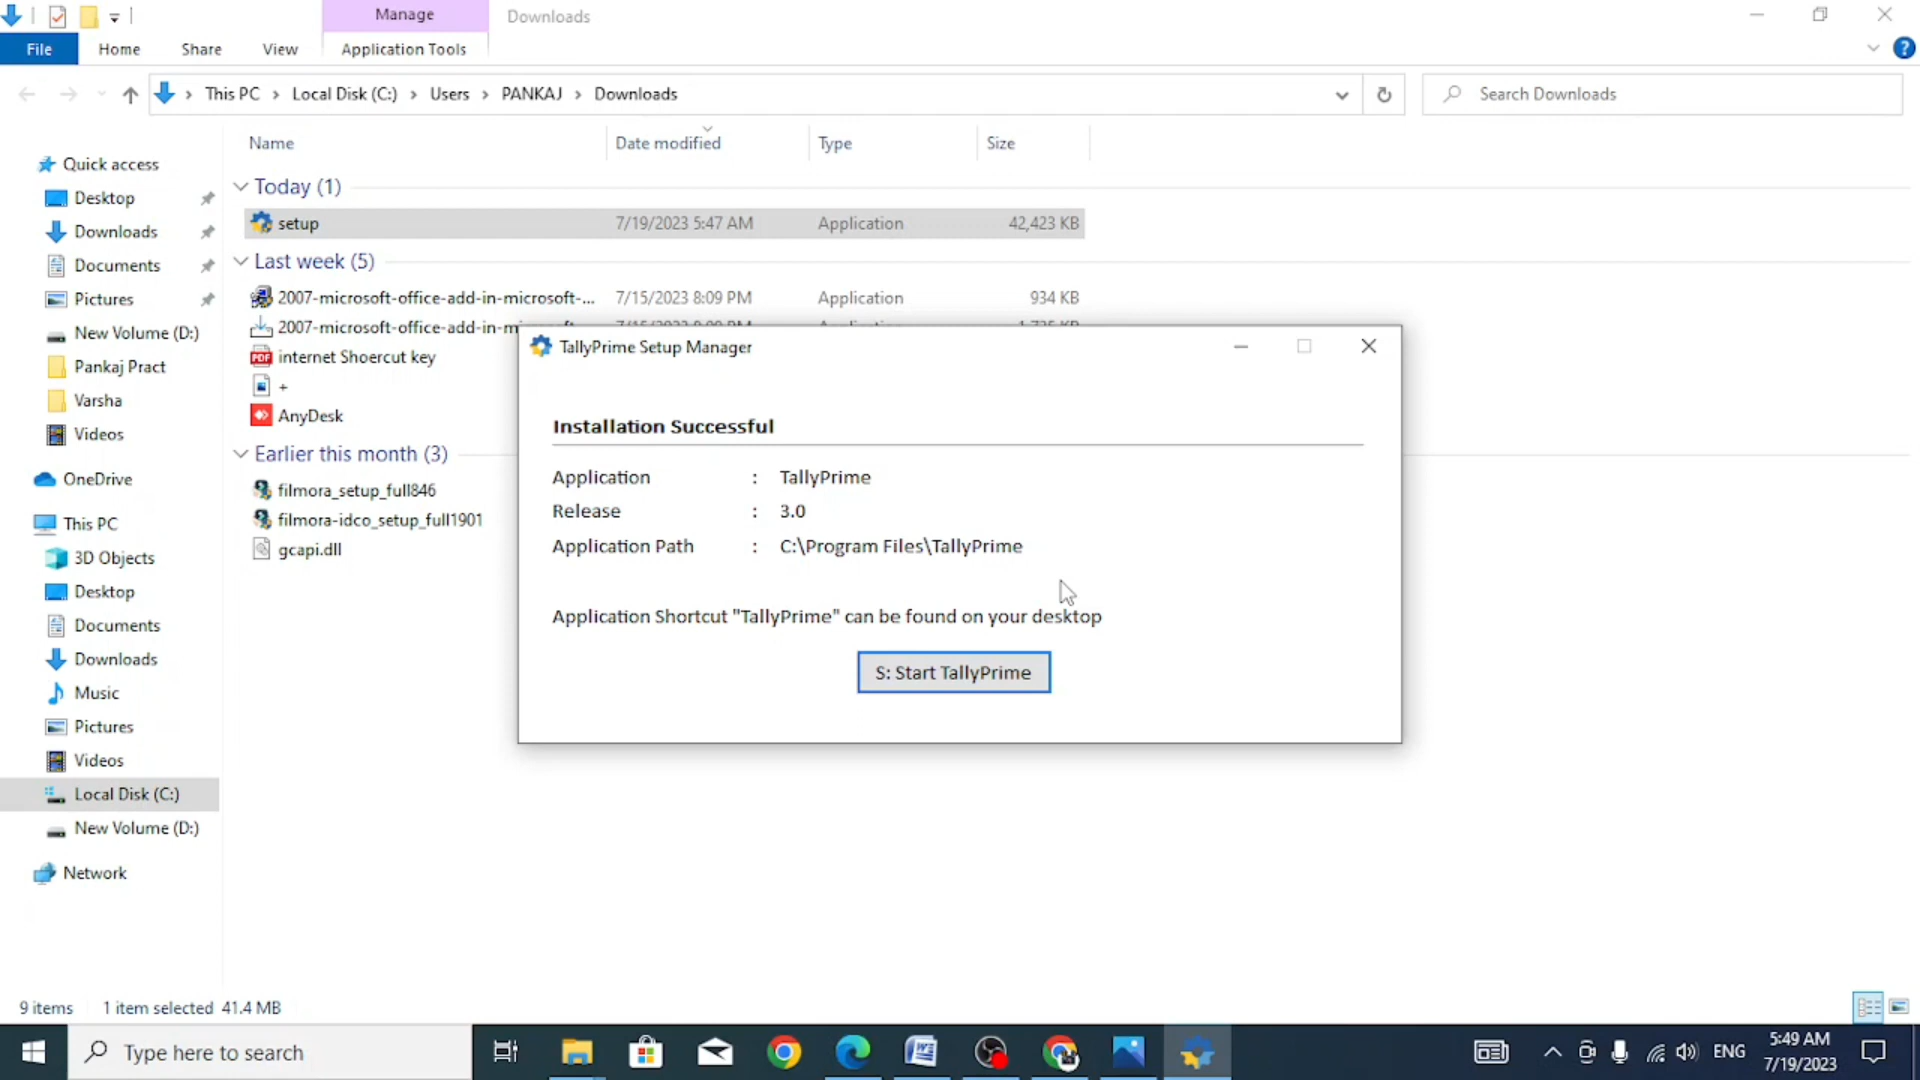 Manage
Downloads
File
Home
Share
View
Application Tools
This PC
Local Disk (C:)
Users
PANKAJ
Downloads
Search Downloads
Name
Date modified
Type
Size
Quick access
Desktop
Downloads
Documents
Pictures
New Volume (D:)
Pankaj Pract
Varsha
Videos
OneDrive
This PC
3D Objects
Desktop
Documents
Downloads
Music
Pictures
Videos
Local Disk (C:)
New Volume (D:)
Network
Today (1)
setup 7/19/2023 5:47 AM Application 42,423 KB
Last week (5)
2007-microsoft-office-add-in-microsoft-... 7/15/2023 8:09 PM Application 934 KB
2007-microsoft-office-add-in-m
internet Shoercut key
+
AnyDesk
Earlier this month (3)
filmora_setup_full846
filmora-idco_setup_full1901
gcapi.dll
TallyPrime Setup Manager
Installation Successful
Application : TallyPrime
Release : 3.0
Application Path : C:\Program Files\TallyPrime
Application Shortcut "TallyPrime" can be found on your desktop
S: Start TallyPrime
9 items 1 item selected 41.4 MB
Type here to search
ENG
5:49 AM
7/19/2023